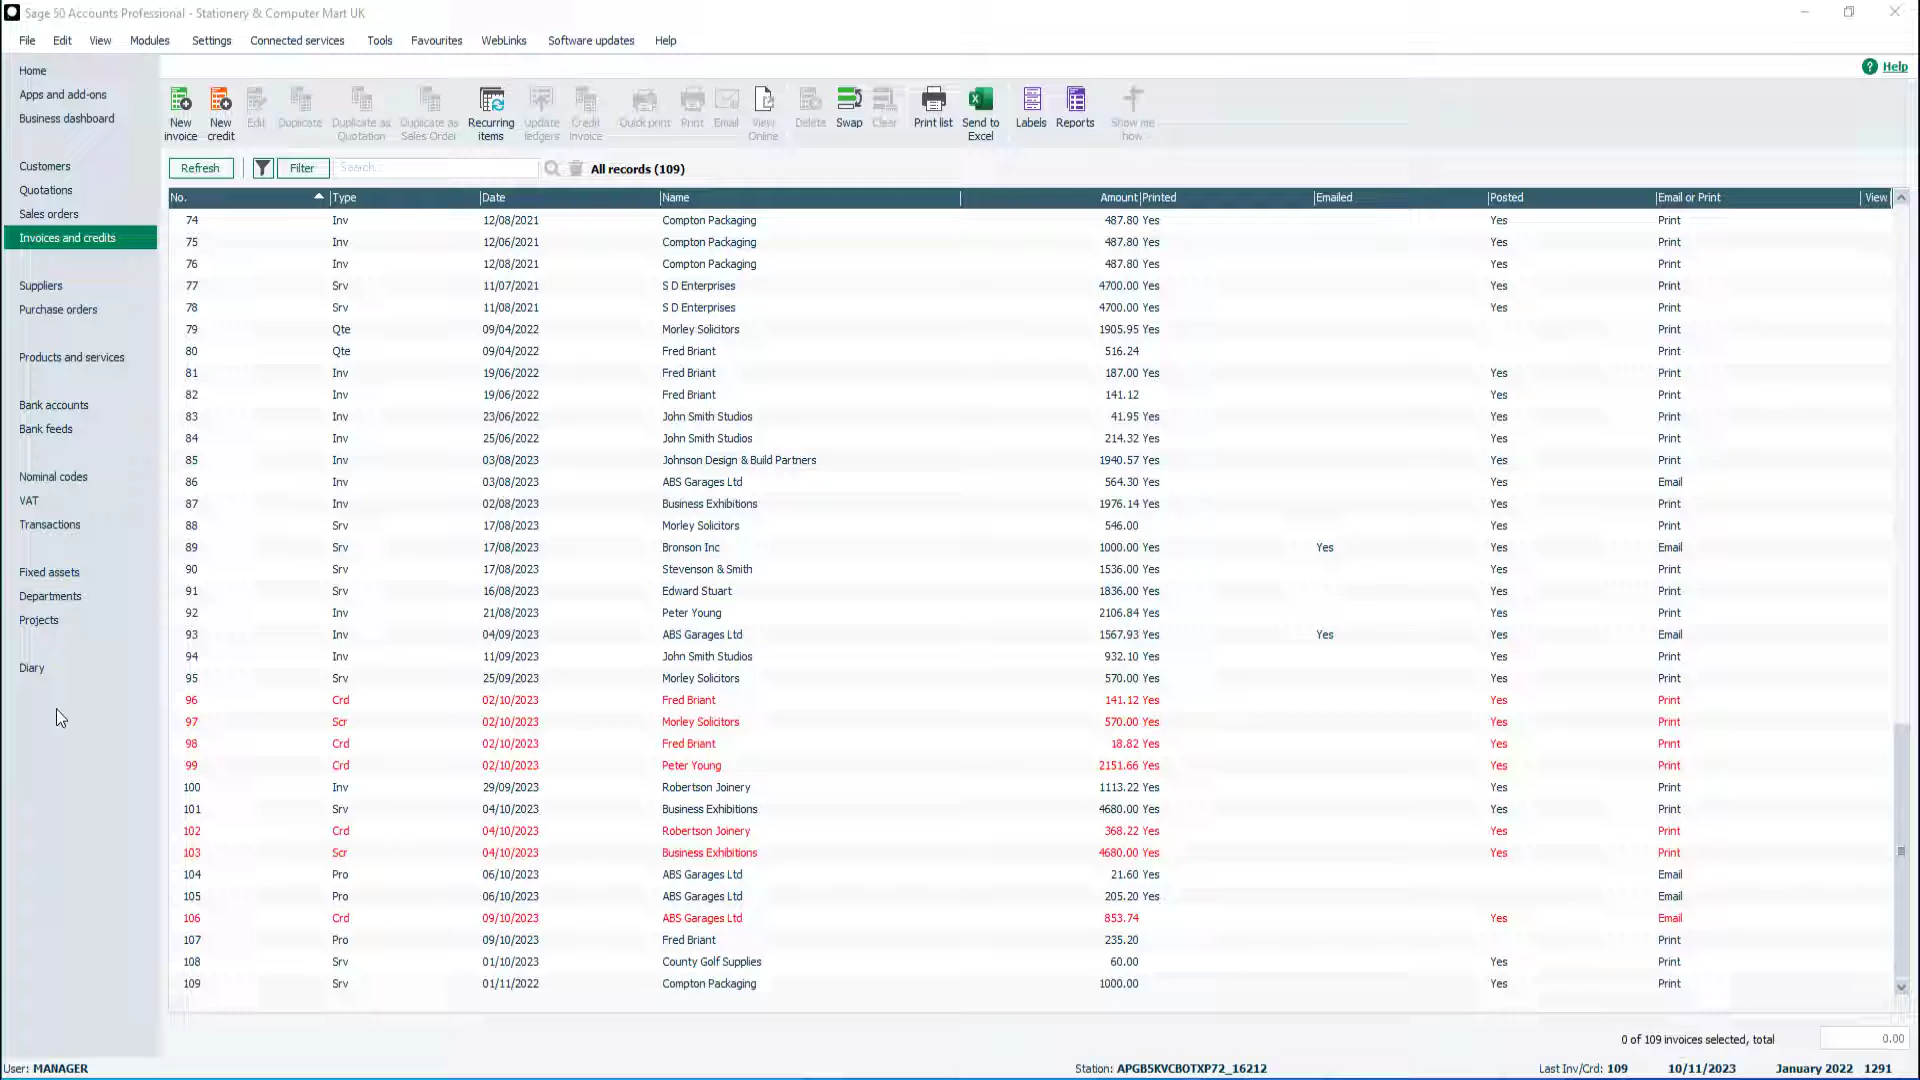 Sage 50 Accounts Professional - Stationery & Computer Mart UK
File Edit View Modules Settings Connected services Tools Favourites WebLinks Software updates Help
Help
Home
Apps and add-ons
Business dashboard
Customers
Quotations
Sales orders
Invoices and credits
Suppliers
Purchase orders
Products and services
Bank accounts
Bank feeds
Nominal codes
VAT
Transactions
Fixed assets
Departments
Projects
Diary
New invoice
New credit
Edit
Duplicate
Duplicate as Quotation
Duplicate as Sales Order
Recurring items
Update ledgers
Credit Invoice
Quick print
Print
Email
View Online
Delete
Swap
Clear
Print list
Send to Excel
Labels
Reports
Show me how
Refresh Filter Search... All records (109)
No. Type Date Name Amount Printed Emailed Posted Email or Print View
74 Inv 12/08/2021 Compton Packaging 487.80 Yes Yes Print
75 Inv 12/06/2021 Compton Packaging 487.80 Yes Yes Print
76 Inv 12/08/2021 Compton Packaging 487.80 Yes Yes Print
77 Srv 11/07/2021 S D Enterprises 4700.00 Yes Yes Print
78 Srv 11/08/2021 S D Enterprises 4700.00 Yes Yes Print
79 Qte 09/04/2022 Morley Solicitors 1905.95 Yes Print
80 Qte 09/04/2022 Fred Briant 516.24 Print
81 Inv 19/06/2022 Fred Briant 187.00 Yes Yes Print
82 Inv 19/06/2022 Fred Briant 141.12 Yes Print
83 Inv 23/06/2022 John Smith Studios 41.95 Yes Yes Print
84 Inv 25/06/2022 John Smith Studios 214.32 Yes Yes Print
85 Inv 03/08/2023 Johnson Design & Build Partners 1940.57 Yes Yes Print
86 Inv 03/08/2023 ABS Garages Ltd 564.30 Yes Yes Email
87 Inv 02/08/2023 Business Exhibitions 1976.14 Yes Yes Print
88 Srv 17/08/2023 Morley Solicitors 546.00 Yes Print
89 Srv 17/08/2023 Bronson Inc 1000.00 Yes Yes Yes Email
90 Srv 17/08/2023 Stevenson & Smith 1536.00 Yes Yes Print
91 Srv 16/08/2023 Edward Stuart 1836.00 Yes Yes Print
92 Inv 21/08/2023 Peter Young 2106.84 Yes Yes Print
93 Inv 04/09/2023 ABS Garages Ltd 1567.93 Yes Yes Yes Email
94 Inv 11/09/2023 John Smith Studios 932.10 Yes Yes Print
95 Srv 25/09/2023 Morley Solicitors 570.00 Yes Yes Print
96 Crd 02/10/2023 Fred Briant 141.12 Yes Yes Print
97 Scr 02/10/2023 Morley Solicitors 570.00 Yes Yes Print
98 Crd 02/10/2023 Fred Briant 18.82 Yes Yes Print
99 Crd 02/10/2023 Peter Young 2151.66 Yes Yes Print
100 Inv 29/09/2023 Robertson Joinery 1113.22 Yes Yes Print
101 Srv 04/10/2023 Business Exhibitions 4680.00 Yes Yes Print
102 Crd 04/10/2023 Robertson Joinery 368.22 Yes Yes Print
103 Scr 04/10/2023 Business Exhibitions 4680.00 Yes Yes Print
104 Pro 06/10/2023 ABS Garages Ltd 21.60 Yes Email
105 Pro 06/10/2023 ABS Garages Ltd 205.20 Yes Email
106 Crd 09/10/2023 ABS Garages Ltd 853.74 Yes Email
107 Pro 09/10/2023 Fred Briant 235.20 Print
108 Srv 01/10/2023 County Golf Supplies 60.00 Yes Print
109 Srv 01/11/2022 Compton Packaging 1000.00 Yes Print
0 of 109 invoices selected, total 0.00
User: MANAGER Station: APGB5KVCBOTXP72_16212 Last Inv/Crd: 109 10/11/2023 January 2022 1291